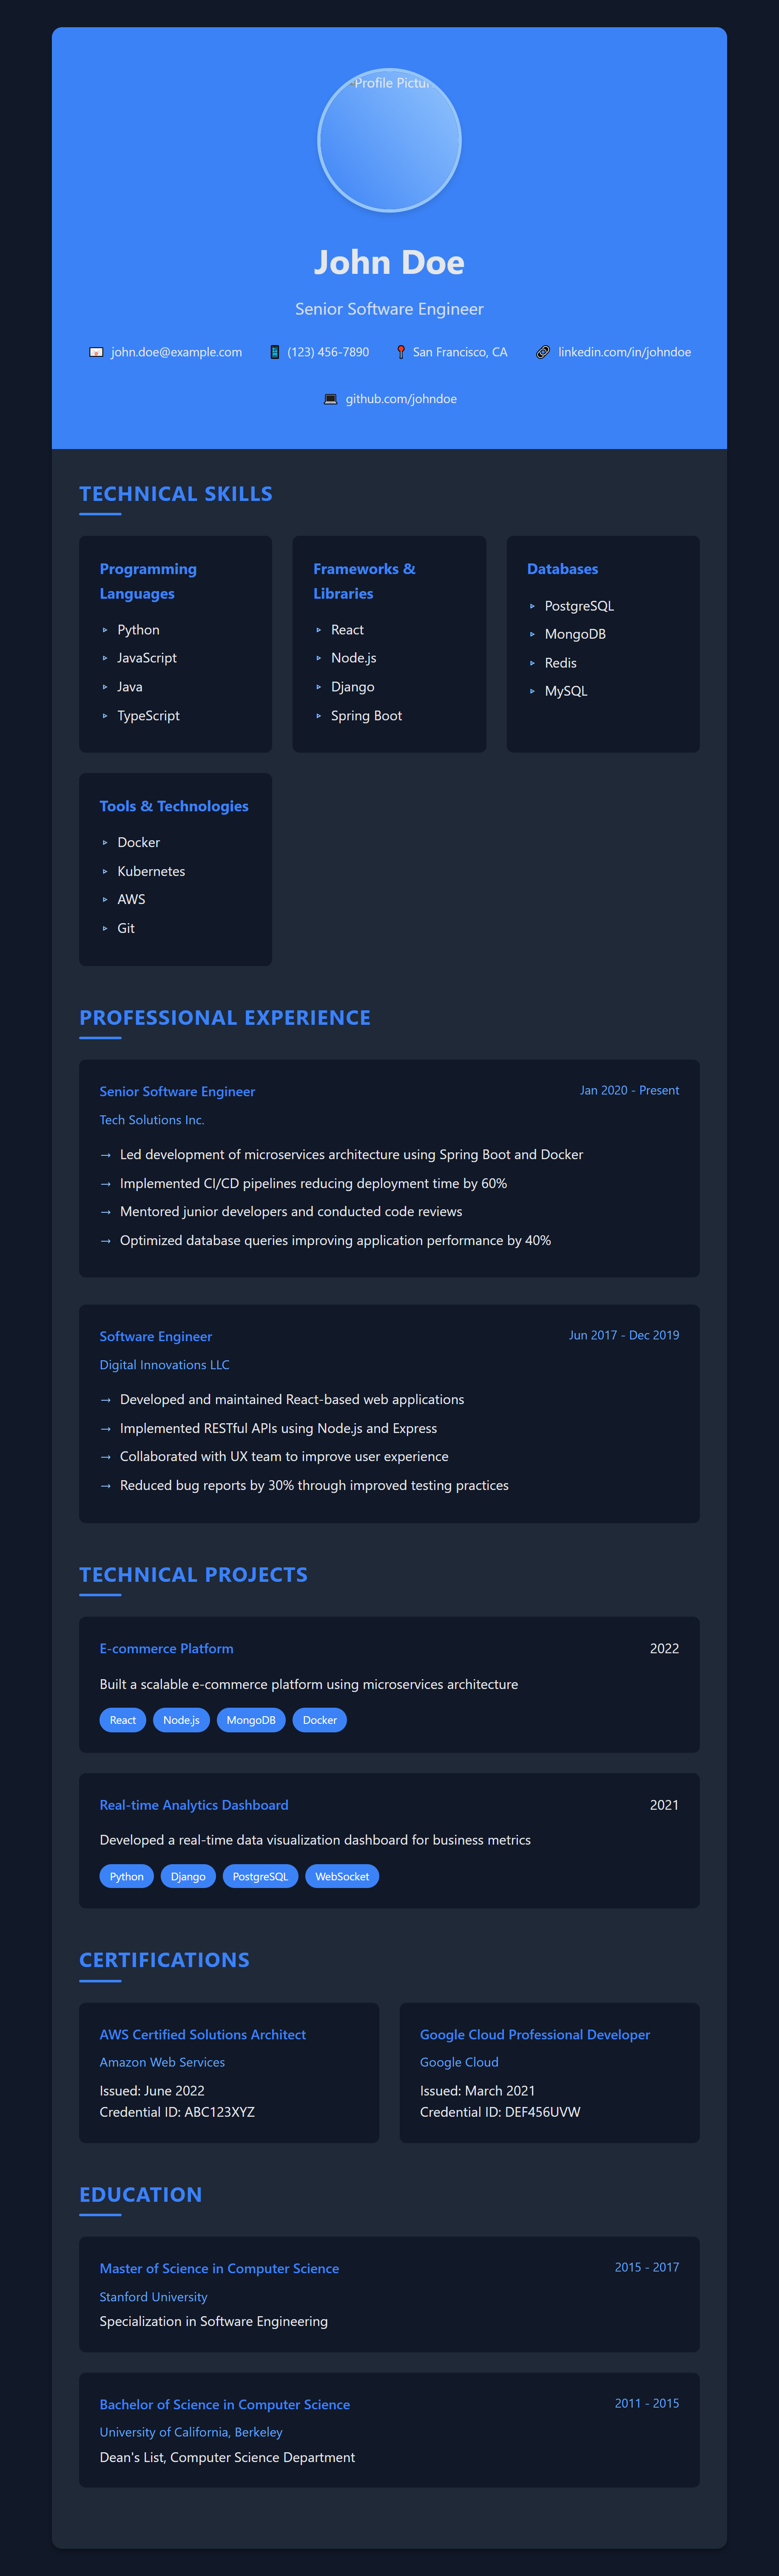 Profile Pictur
John Doe
Senior Software Engineer
john.doe@example.com (123) 456-7890 San Francisco, CA linkedin.com/in/johndoe
github.com/johndoe
TECHNICAL SKILLS
Programming
Languages
Python
JavaScript
Java
TypeScript
Frameworks &
Libraries
React
Node.js
Django
Spring Boot
Databases
PostgreSQL
MongoDB
Redis
MySQL
Tools & Technologies
Docker
Kubernetes
AWS
Git
PROFESSIONAL EXPERIENCE
Senior Software Engineer Jan 2020 - Present
Tech Solutions Inc.
→ Led development of microservices architecture using Spring Boot and Docker
→ Implemented CI/CD pipelines reducing deployment time by 60%
→ Mentored junior developers and conducted code reviews
→ Optimized database queries improving application performance by 40%
Software Engineer Jun 2017 - Dec 2019
Digital Innovations LLC
→ Developed and maintained React-based web applications
→ Implemented RESTful APIs using Node.js and Express
→ Collaborated with UX team to improve user experience
→ Reduced bug reports by 30% through improved testing practices
TECHNICAL PROJECTS
E-commerce Platform 2022
Built a scalable e-commerce platform using microservices architecture
React Node.js MongoDB Docker
Real-time Analytics Dashboard 2021
Developed a real-time data visualization dashboard for business metrics
Python Django PostgreSQL WebSocket
CERTIFICATIONS
AWS Certified Solutions Architect
Amazon Web Services
Issued: June 2022
Credential ID: ABC123XYZ
Google Cloud Professional Developer
Google Cloud
Issued: March 2021
Credential ID: DEF456UVW
EDUCATION
Master of Science in Computer Science 2015 - 2017
Stanford University
Specialization in Software Engineering
Bachelor of Science in Computer Science 2011 - 2015
University of California, Berkeley
Dean's List, Computer Science Department